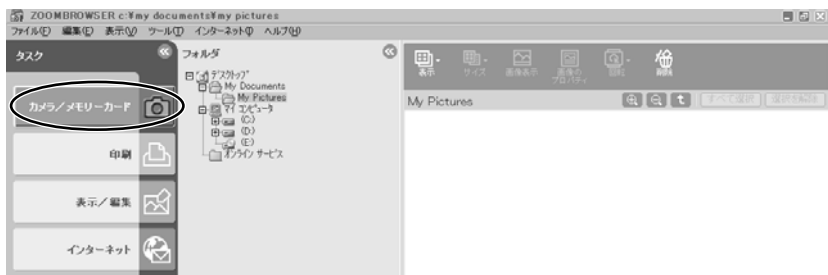 ZOOMBROWSER c:¥my documents¥my pictures
ファイル(F) 編集(E) 表示(V) ツール(T) インターネット(I) ヘルプ(H)
タスク
カメラ/メモリーカード
印刷
表示/編集
インターネット
フォルダ
デスクトップ
My Documents
My Pictures
マイ コンピュータ
(C)
(D)
(E)
オンライン サービス
表示
サイズ
画像表示
画像の
プロパティ
回転
削除
My Pictures
すべて選択
選択を解除